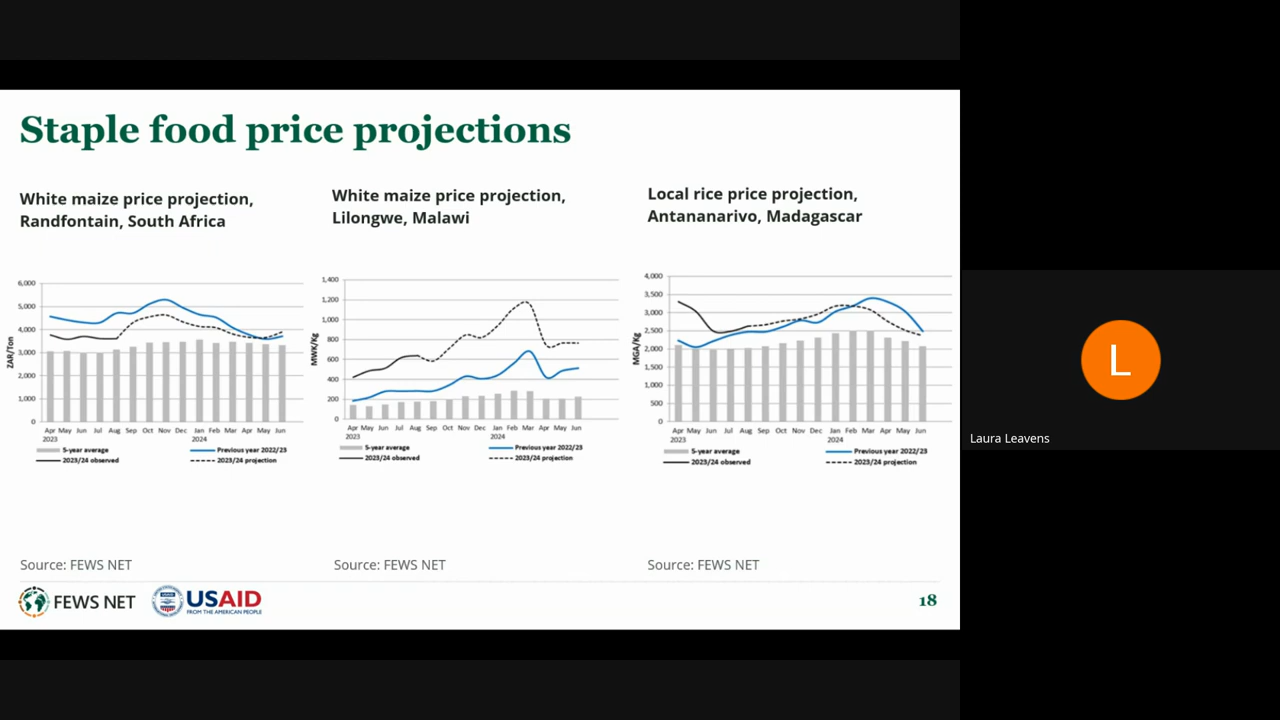 Staple food price projections
White maize price projection,
Randfontain, South Africa
White maize price projection,
Lilongwe, Malawi
Local rice price projection,
Antananarivo, Madagascar
6,000
5,000
4,000
3,000
2,000
1,000
0
ZAR/Ton
Apr May Jun Jul Aug Sep Oct Nov Dec Jan Feb Mar Apr May Jun
2023 2024
5-year average Previous year 2022/23
2023/24 observed 2023/24 projection
1,400
1,200
1,000
800
600
400
200
0
MWK/Kg
Apr May Jun Jul Aug Sep Oct Nov Dec Jan Feb Mar Apr May Jun
2023 2024
5-year average Previous year 2022/23
2023/24 observed 2023/24 projection
4,000
3,500
3,000
2,500
2,000
1,500
1,000
500
0
MGA/Kg
Apr May Jun Jul Aug Sep Oct Nov Dec Jan Feb Mar Apr May Jun
2023 2024
5-year average Previous year 2022/23
2023/24 observed 2023/24 projection
Source: FEWS NET
Source: FEWS NET
Source: FEWS NET
FEWS NET
USAID
FROM THE AMERICAN PEOPLE
18
L
Laura Leavens